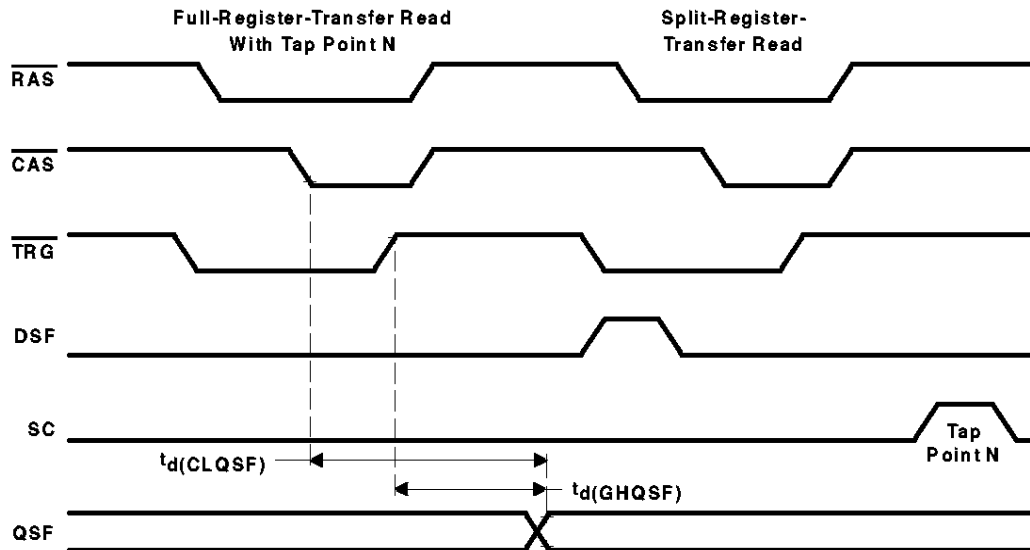 Full-Register-Transfer Read
With Tap Point N
Split-Register-
Transfer Read
RAS
CAS
TRG
DSF
SC
Tap
Point N
td(CLQSF)
td(GHQSF)
QSF